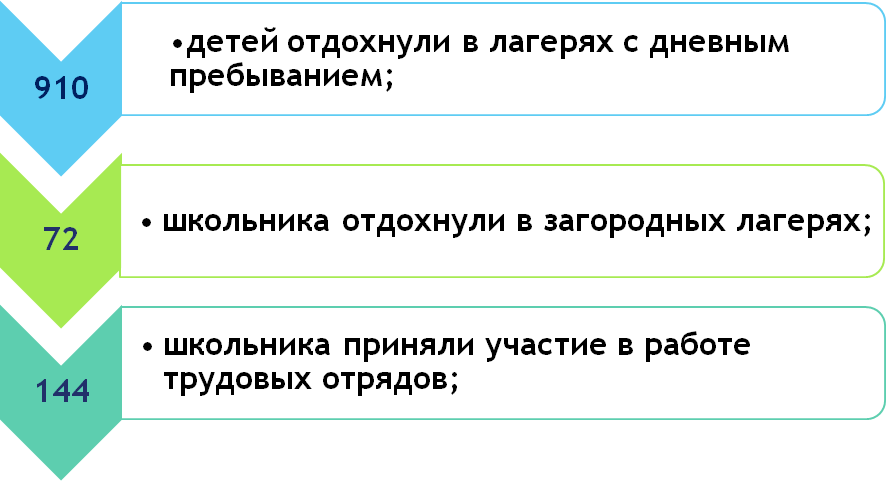 910
•детей отдохнули в лагерях с дневным
пребыванием;
72
• школьника отдохнули в загородных лагерях;
144
• школьника приняли участие в работе
трудовых отрядов;